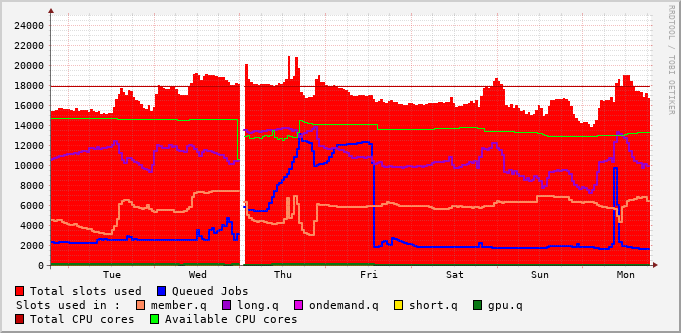 RRDTOOL / TOBI OETIKER
24000
22000
20000
18000
16000
14000
12000
10000
8000
6000
4000
2000
0
Tue Wed Thu Fri Sat Sun Mon
Total slots used Queued Jobs
Slots used in : member.q long.q ondemand.q short.q gpu.q
Total CPU cores Available CPU cores